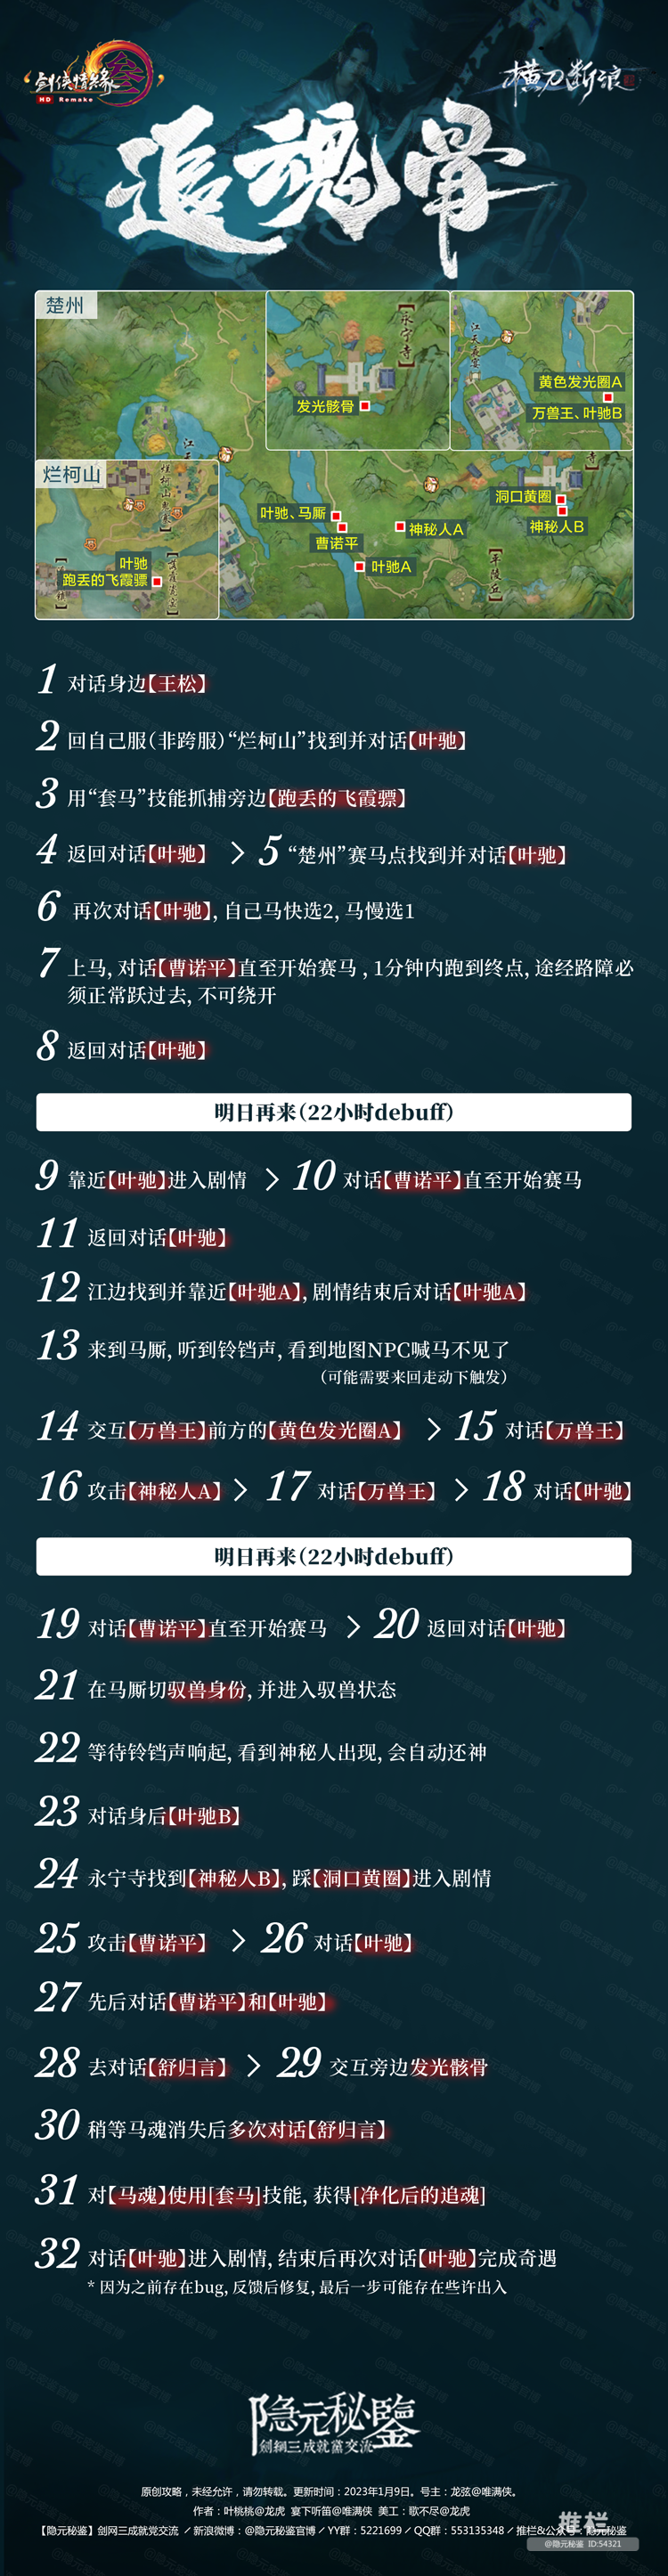 剑侠情缘叁
HD Remake
横刀断浪
追魂骨
楚州
永宁寺
发光骸骨
黄色发光圈A
万兽王、叶驰B
烂柯山
叶驰
跑丢的飞霞骠
叶驰、马厩
曹诺平
神秘人A
叶驰A
洞口黄圈
神秘人B
平陵丘
1 对话身边【王松】
2 回自己服(非跨服)“烂柯山”找到并对话【叶驰】
3 用“套马”技能抓捕旁边【跑丢的飞霞骠】
4 返回对话【叶驰】 > 5 “楚州”赛马点找到并对话【叶驰】
6 再次对话【叶驰】, 自己马快选2, 马慢选1
7 上马, 对话【曹诺平】直至开始赛马 , 1分钟内跑到终点, 途经路障必
须正常跃过去, 不可绕开
8 返回对话【叶驰】
明日再来(22小时debuff)
9 靠近【叶驰】进入剧情 > 10 对话【曹诺平】直至开始赛马
11 返回对话【叶驰】
12 江边找到并靠近【叶驰A】, 剧情结束后对话【叶驰A】
13 来到马厩, 听到铃铛声, 看到地图NPC喊马不见了
(可能需要来回走动下触发)
14 交互【万兽王】前方的【黄色发光圈A】 > 15 对话【万兽王】
16 攻击【神秘人A】 > 17 对话【万兽王】 > 18 对话【叶驰】
明日再来(22小时debuff)
19 对话【曹诺平】直至开始赛马 > 20 返回对话【叶驰】
21 在马厩切驭兽身份, 并进入驭兽状态
22 等待铃铛声响起, 看到神秘人出现, 会自动还神
23 对话身后【叶驰B】
24 永宁寺找到【神秘人B】, 踩【洞口黄圈】进入剧情
25 攻击【曹诺平】 > 26 对话【叶驰】
27 先后对话【曹诺平】和【叶驰】
28 去对话【舒归言】 > 29 交互旁边发光骸骨
30 稍等马魂消失后多次对话【舒归言】
31 对【马魂】使用[套马]技能, 获得[净化后的追魂]
32 对话【叶驰】进入剧情, 结束后再次对话【叶驰】完成奇遇
* 因为之前存在bug, 反馈后修复, 最后一步可能存在些许出入
隐元秘鑑
劍網三成就黨交流
原创攻略，未经允许，请勿转载。更新时间：2023年1月9日。号主：龙弦@唯满侠。
作者：叶桃桃@龙虎 宴下听笛@唯满侠 美工：歌不尽@龙虎
【隐元秘鉴】剑网三成就党交流 / 新浪微博：@隐元秘鉴官博 / YY群：5221699 / QQ群：553135348 / 推栏&公众号：隐元秘鉴
推栏
@隐元秘鉴 ID:54321